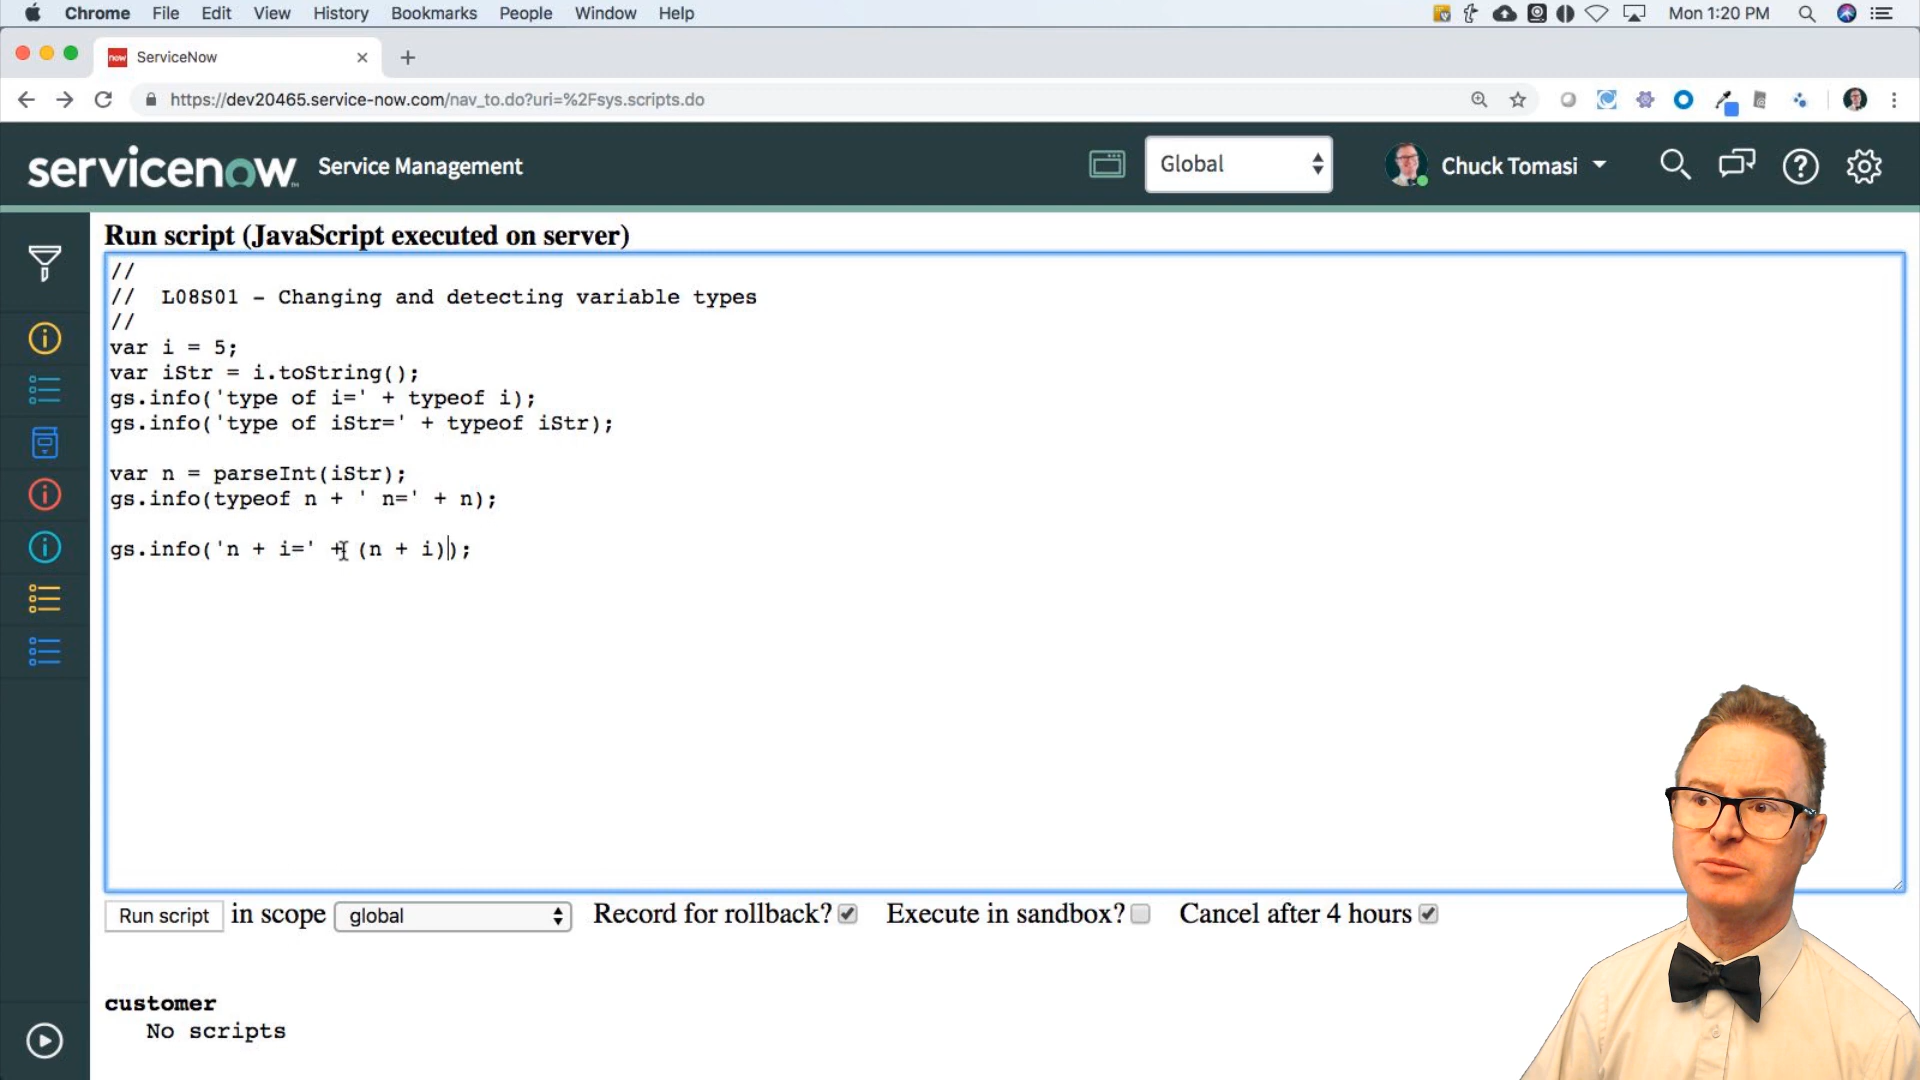 Chrome File Edit View History Bookmarks People Window Help Mon 1:20 PM
now ServiceNow
https://dev20465.service-now.com/nav_to.do?uri=%2Fsys.scripts.do
servicenow Service Management Global Chuck Tomasi
Run script (JavaScript executed on server)
//
// L08S01 - Changing and detecting variable types
//
var i = 5;
var iStr = i.toString();
gs.info('type of i=' + typeof i);
gs.info('type of iStr=' + typeof iStr);
var n = parseInt(iStr);
gs.info(typeof n + ' n=' + n);
gs.info('n + i=' + (n + i));
Run script in scope global Record for rollback? Execute in sandbox? Cancel after 4 hours
customer
No scripts